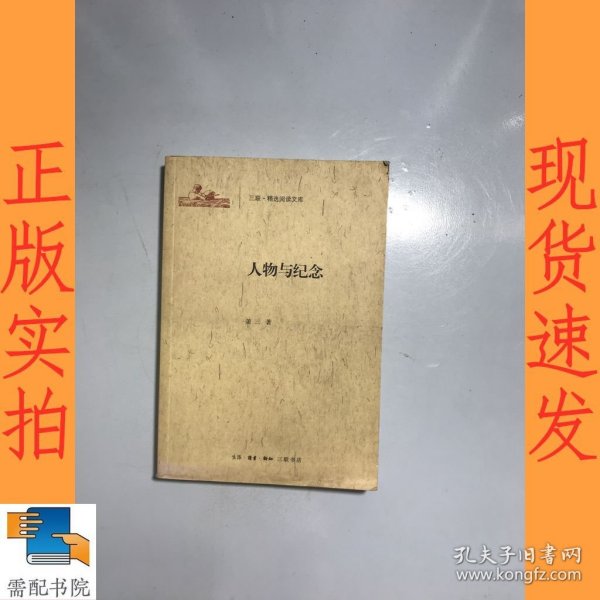 正版实拍
三联·精选阅读文库
人物与纪念
萧三 著
生活·读书·新知 三联书店
现货速发
需配书院
孔夫子旧书网
www.kongfz.com